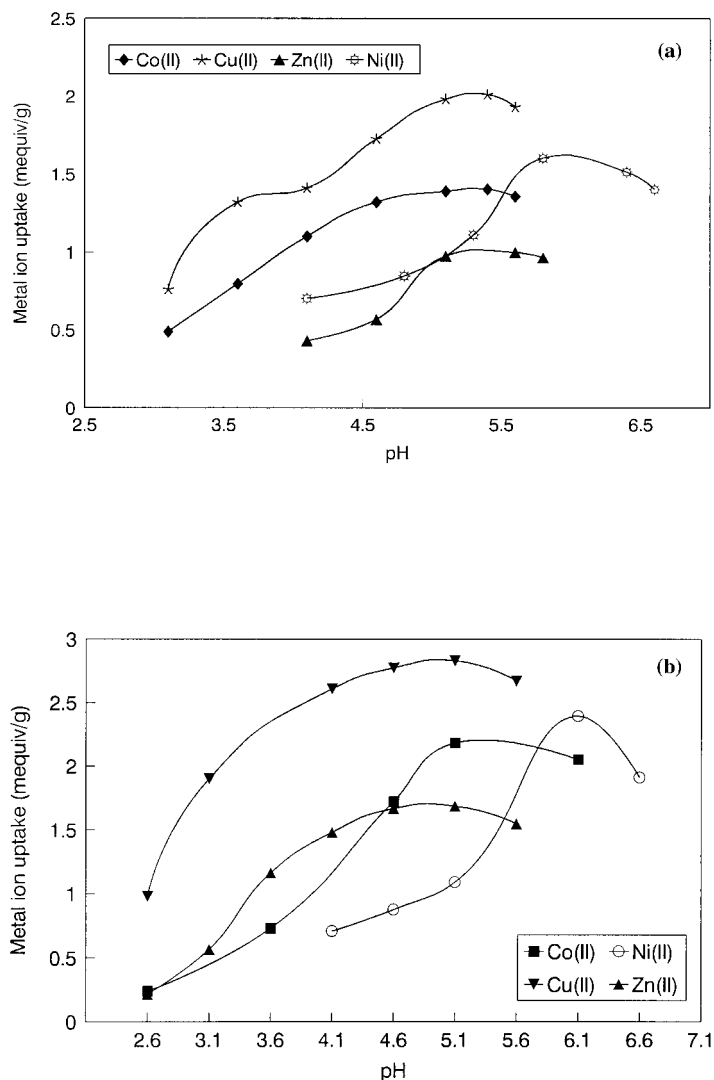 2.5
(a)
Co(II) Cu(II) Zn(II) Ni(II)
2
1.5
1
0.5
0
Metal ion uptake (mequiv/g)
2.5 4.5 5.5 6.5
pH
3
(b)
2.5
2
1.5
1
0.5
0
Metal ion uptake (mequiv/g)
Co(II) Ni(II)
Cu(II) Zn(II)
2.6 3.1 3.6 4.1 4.6 5.1 5.6 6.1 6.6 7.1
pH